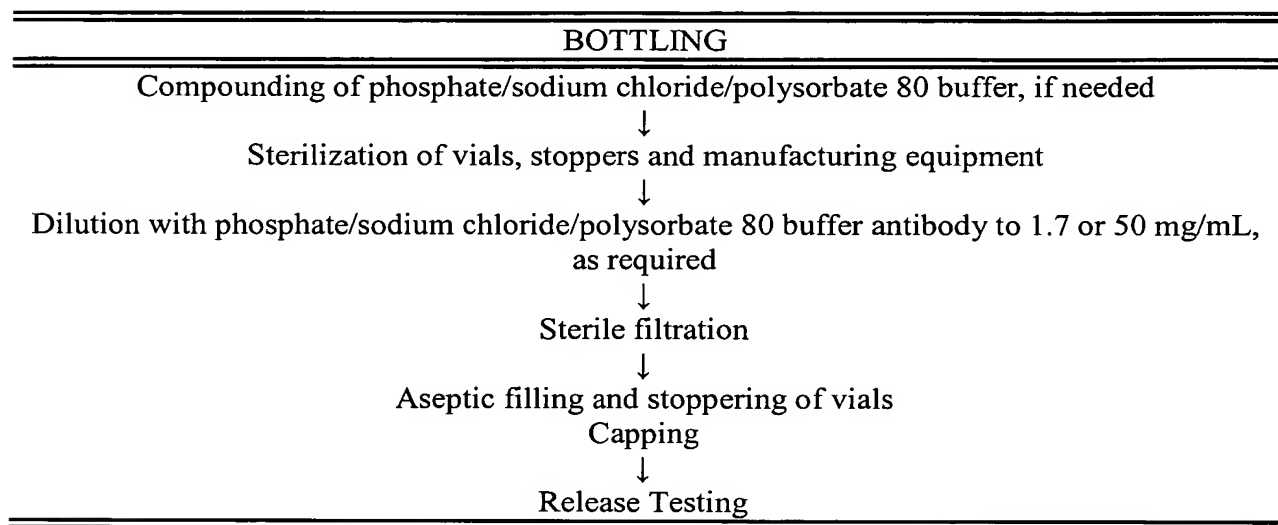 BOTTLING
Compounding of phosphate/sodium chloride/polysorbate 80 buffer, if needed
↓
Sterilization of vials, stoppers and manufacturing equipment
↓
Dilution with phosphate/sodium chloride/polysorbate 80 buffer antibody to 1.7 or 50 mg/mL,
as required
↓
Sterile filtration
↓
Aseptic filling and stoppering of vials
Capping
↓
Release Testing